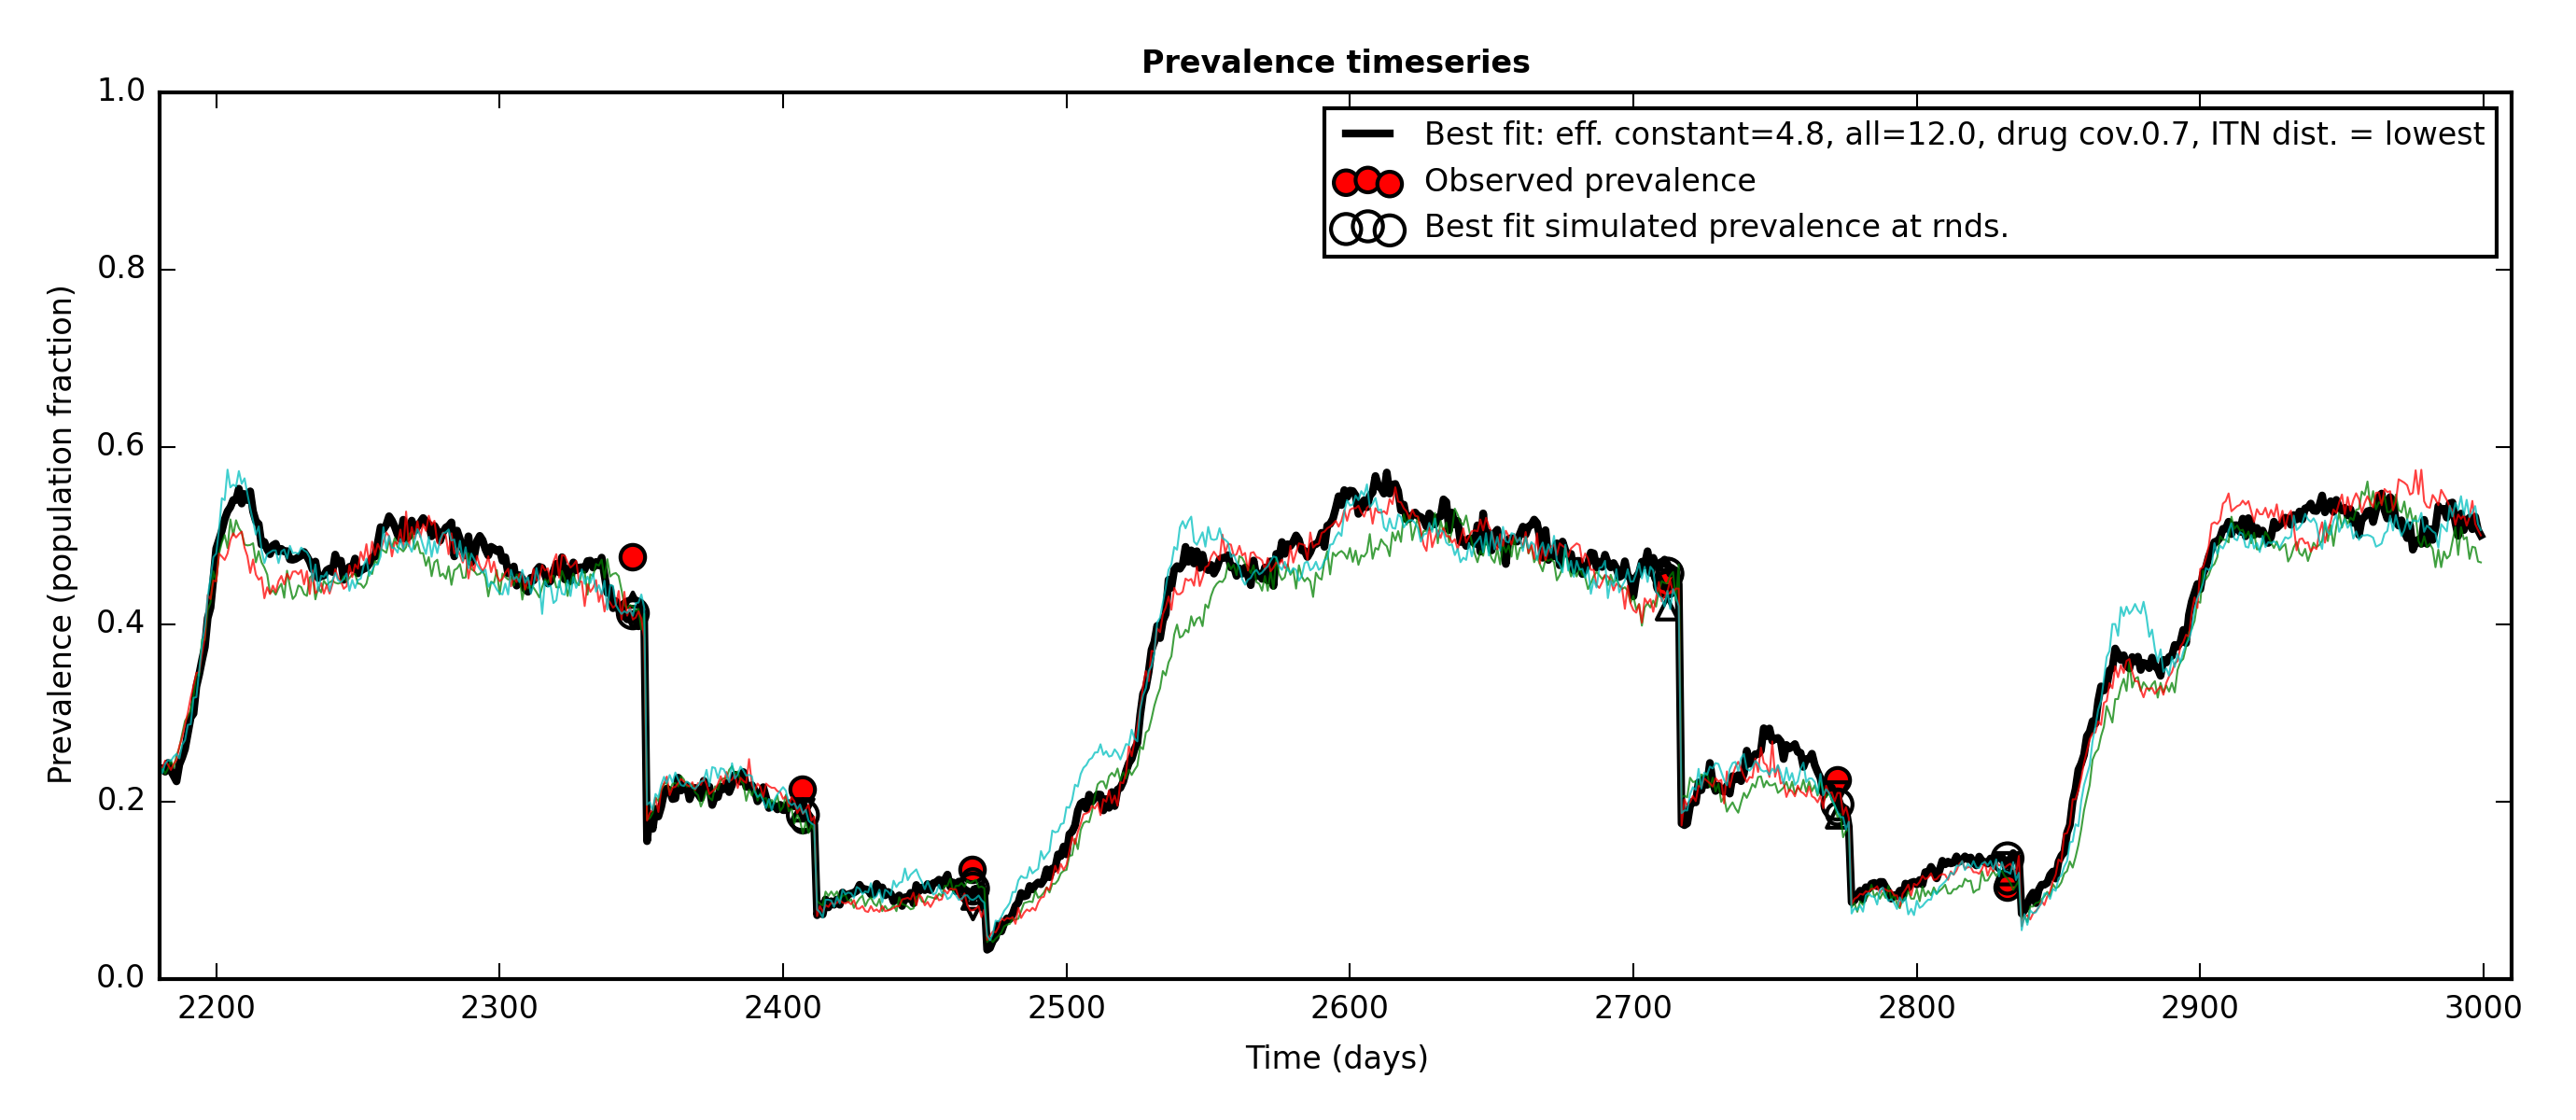 Prevalence timeseries
1.0
0.8
0.6
0.4
0.2
0.0
Prevalence (population fraction)
Best fit: eff. constant=4.8, all=12.0, drug cov.0.7, ITN dist. = lowest
Observed prevalence
Best fit simulated prevalence at rnds.
2200 2300 2400 2500 2600 2700 2800 2900 3000
Time (days)